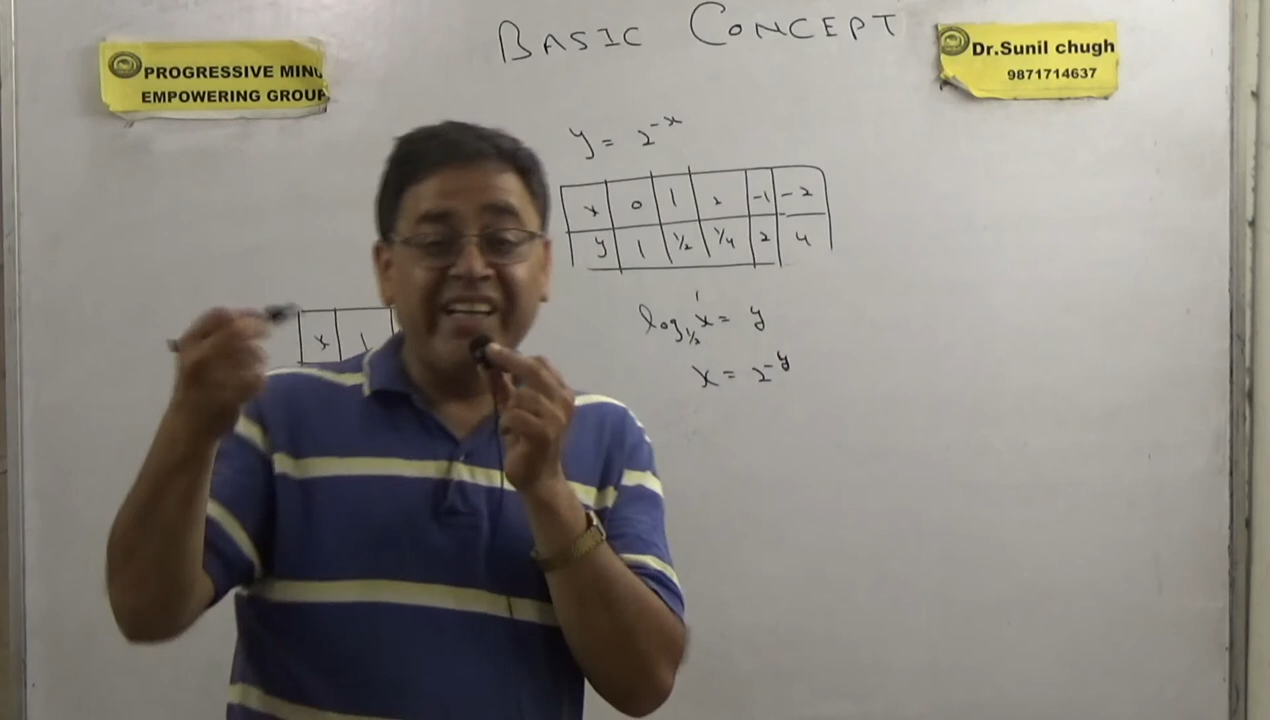 BASIC CONCEPT
PROGRESSIVE MIND
EMPOWERING GROUP
Dr.Sunil chugh
9871714637
y = 2^-x
x 0 1 2 -1 -2
y 1 1/2 1/4 2 4
log_1/2 x = y
x = 2^-y
x 1